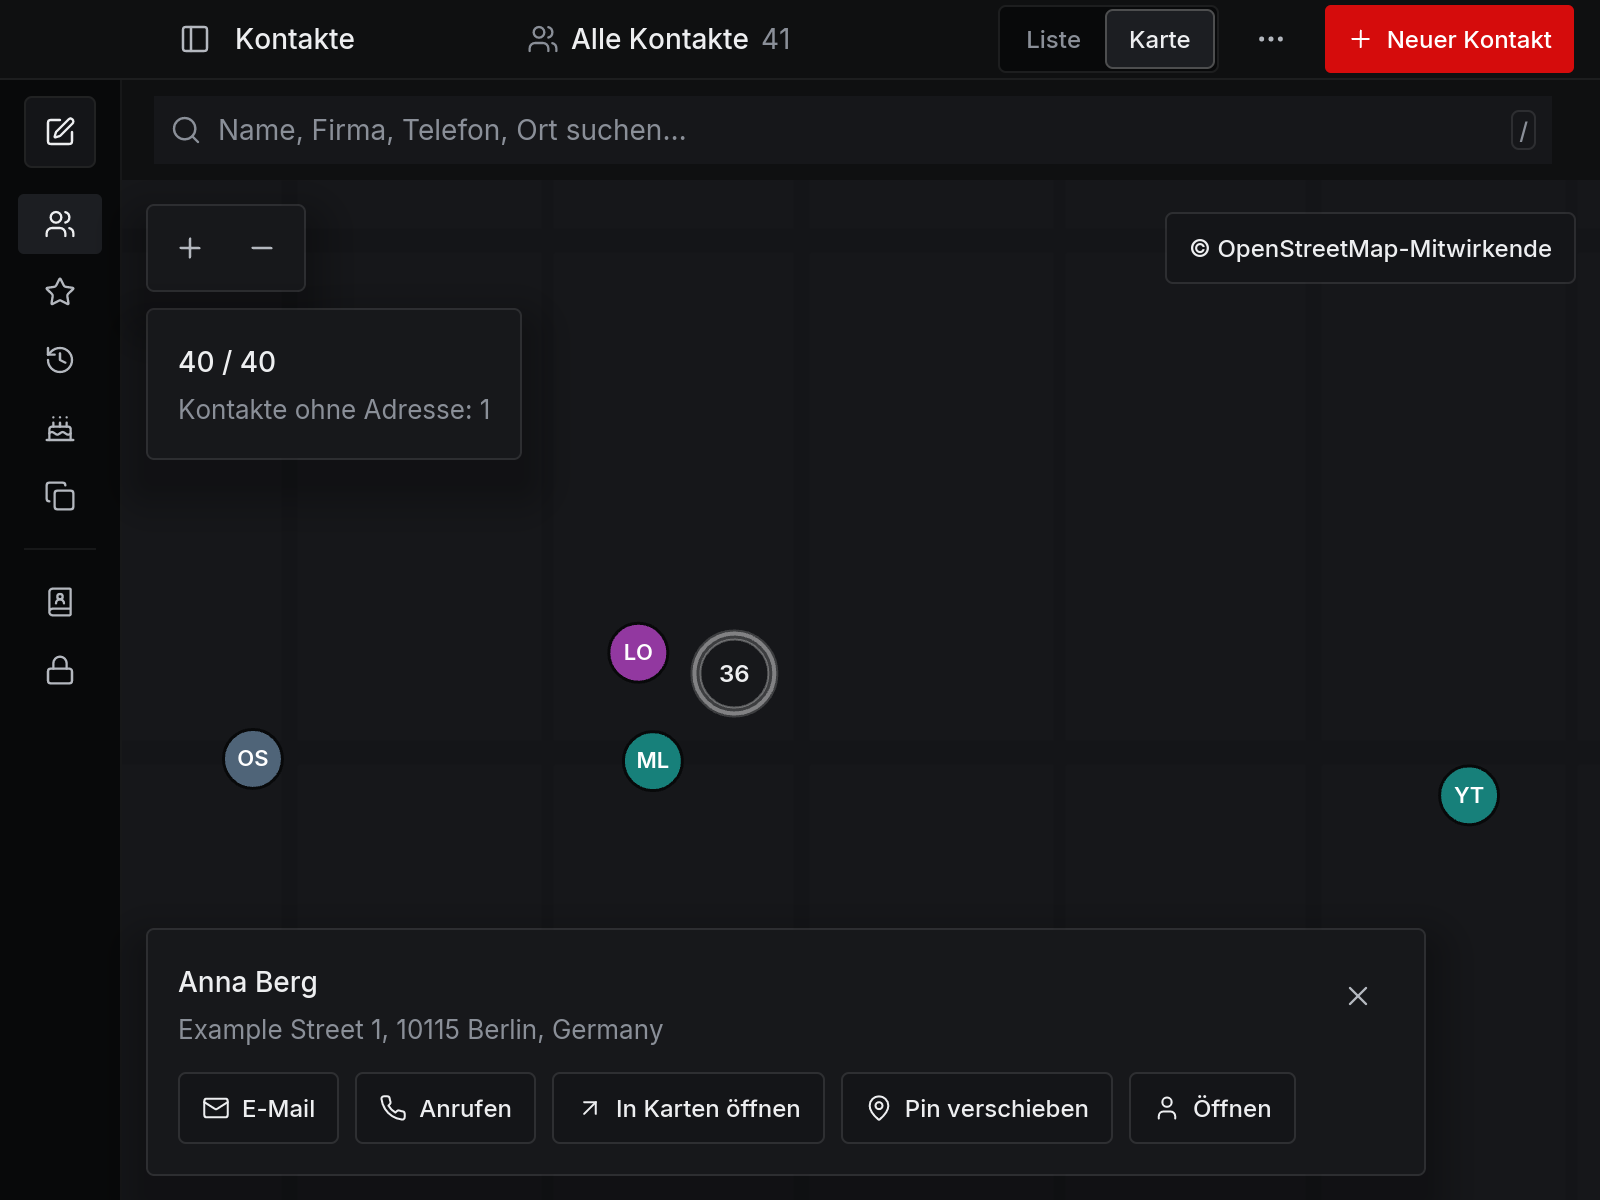 Kontakte
Alle Kontakte 41
Liste
Karte
Neuer Kontakt
Name, Firma, Telefon, Ort suchen...
/
© OpenStreetMap-Mitwirkende
40 / 40
Kontakte ohne Adresse: 1
LO
36
OS
ML
YT
Anna Berg
Example Street 1, 10115 Berlin, Germany
E-Mail
Anrufen
In Karten öffnen
Pin verschieben
Öffnen